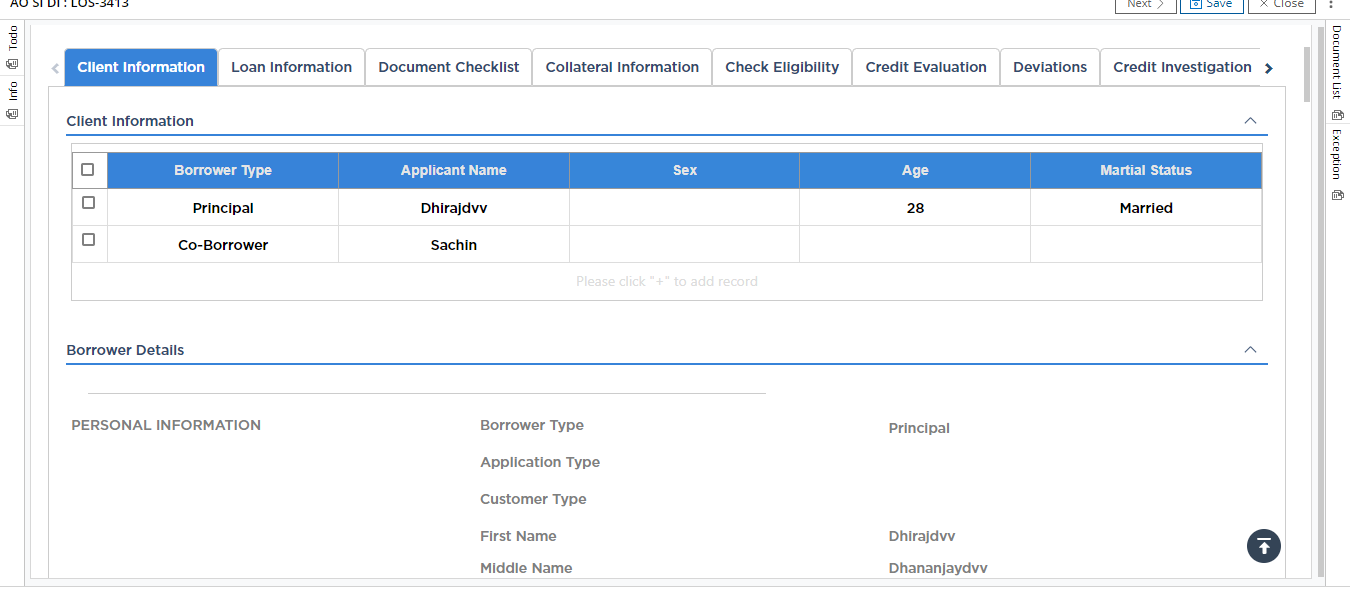 AO SI DI : LOS-3413
Next
Save
Close
Todo
Info
Client Information
Loan Information
Document Checklist
Collateral Information
Check Eligibility
Credit Evaluation
Deviations
Credit Investigation
Document List
Exception
Client Information
Borrower Type Applicant Name Sex Age Martial Status
Principal Dhirajdvv 28 Married
Co-Borrower Sachin
Please click "+" to add record
Borrower Details
PERSONAL INFORMATION Borrower Type Principal
Application Type
Customer Type
First Name Dhirajdvv
Middle Name Dhananjaydvv